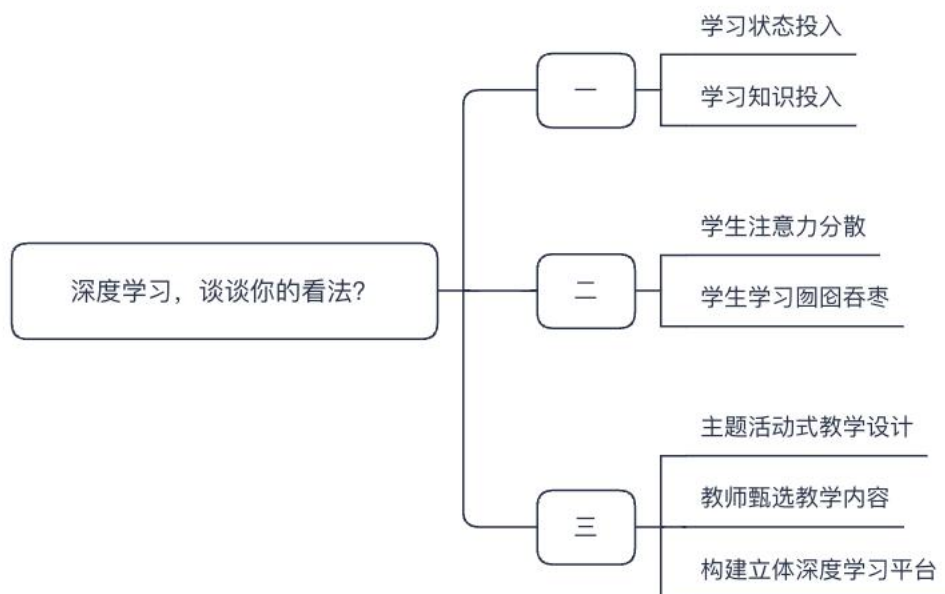 深度学习，谈谈你的看法？
一
学习状态投入
学习知识投入
二
学生注意力分散
学生学习囫囵吞枣
三
主题活动式教学设计
教师甄选教学内容
构建立体深度学习平台